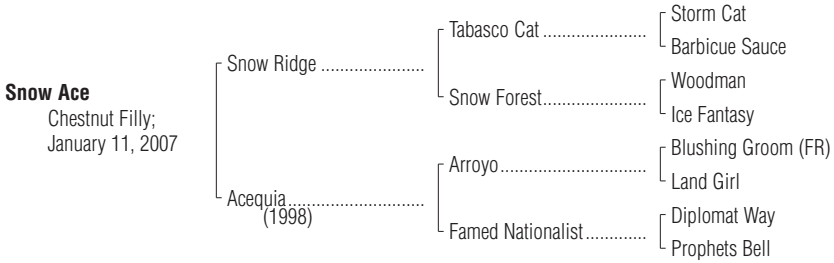 Snow Ace
Chestnut Filly;
January 11, 2007
Snow Ridge ......................
Acequia.............................
(1998)
Tabasco Cat ......................
Snow Forest......................
Arroyo...............................
Famed Nationalist.............
Storm Cat
Barbicue Sauce
Woodman
Ice Fantasy
Blushing Groom (FR)
Land Girl
Diplomat Way
Prophets Bell